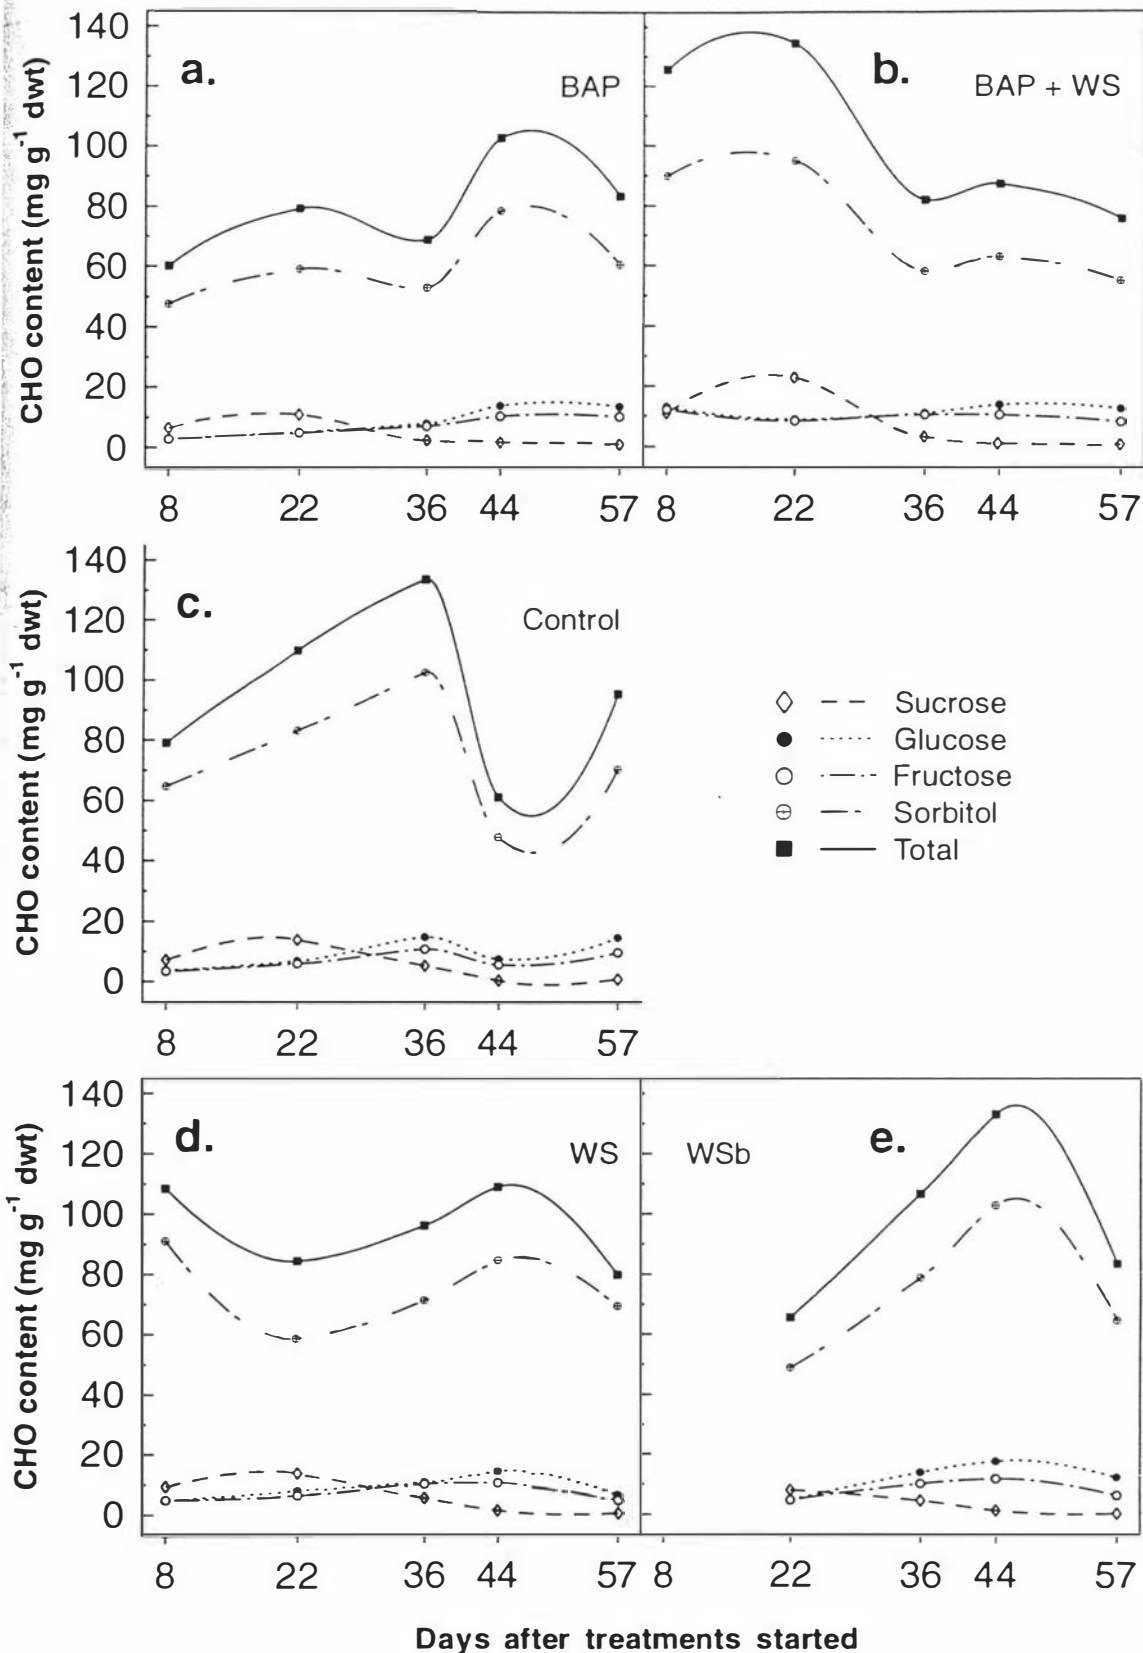 140
120
100
80
60
40
20
0
CHO content (mg g⁻¹ dwt)
a.
BAP
b.
BAP + WS
8 22 36 44 57 8 22 36 44 57
140
120
100
80
60
40
20
0
CHO content (mg g⁻¹ dwt)
c.
Control
8 22 36 44 57
Sucrose
Glucose
Fructose
Sorbitol
Total
140
120
100
80
60
40
20
0
CHO content (mg g⁻¹ dwt)
d.
WS
WSb
e.
8 22 36 44 57 8 22 36 44 57
Days after treatments started